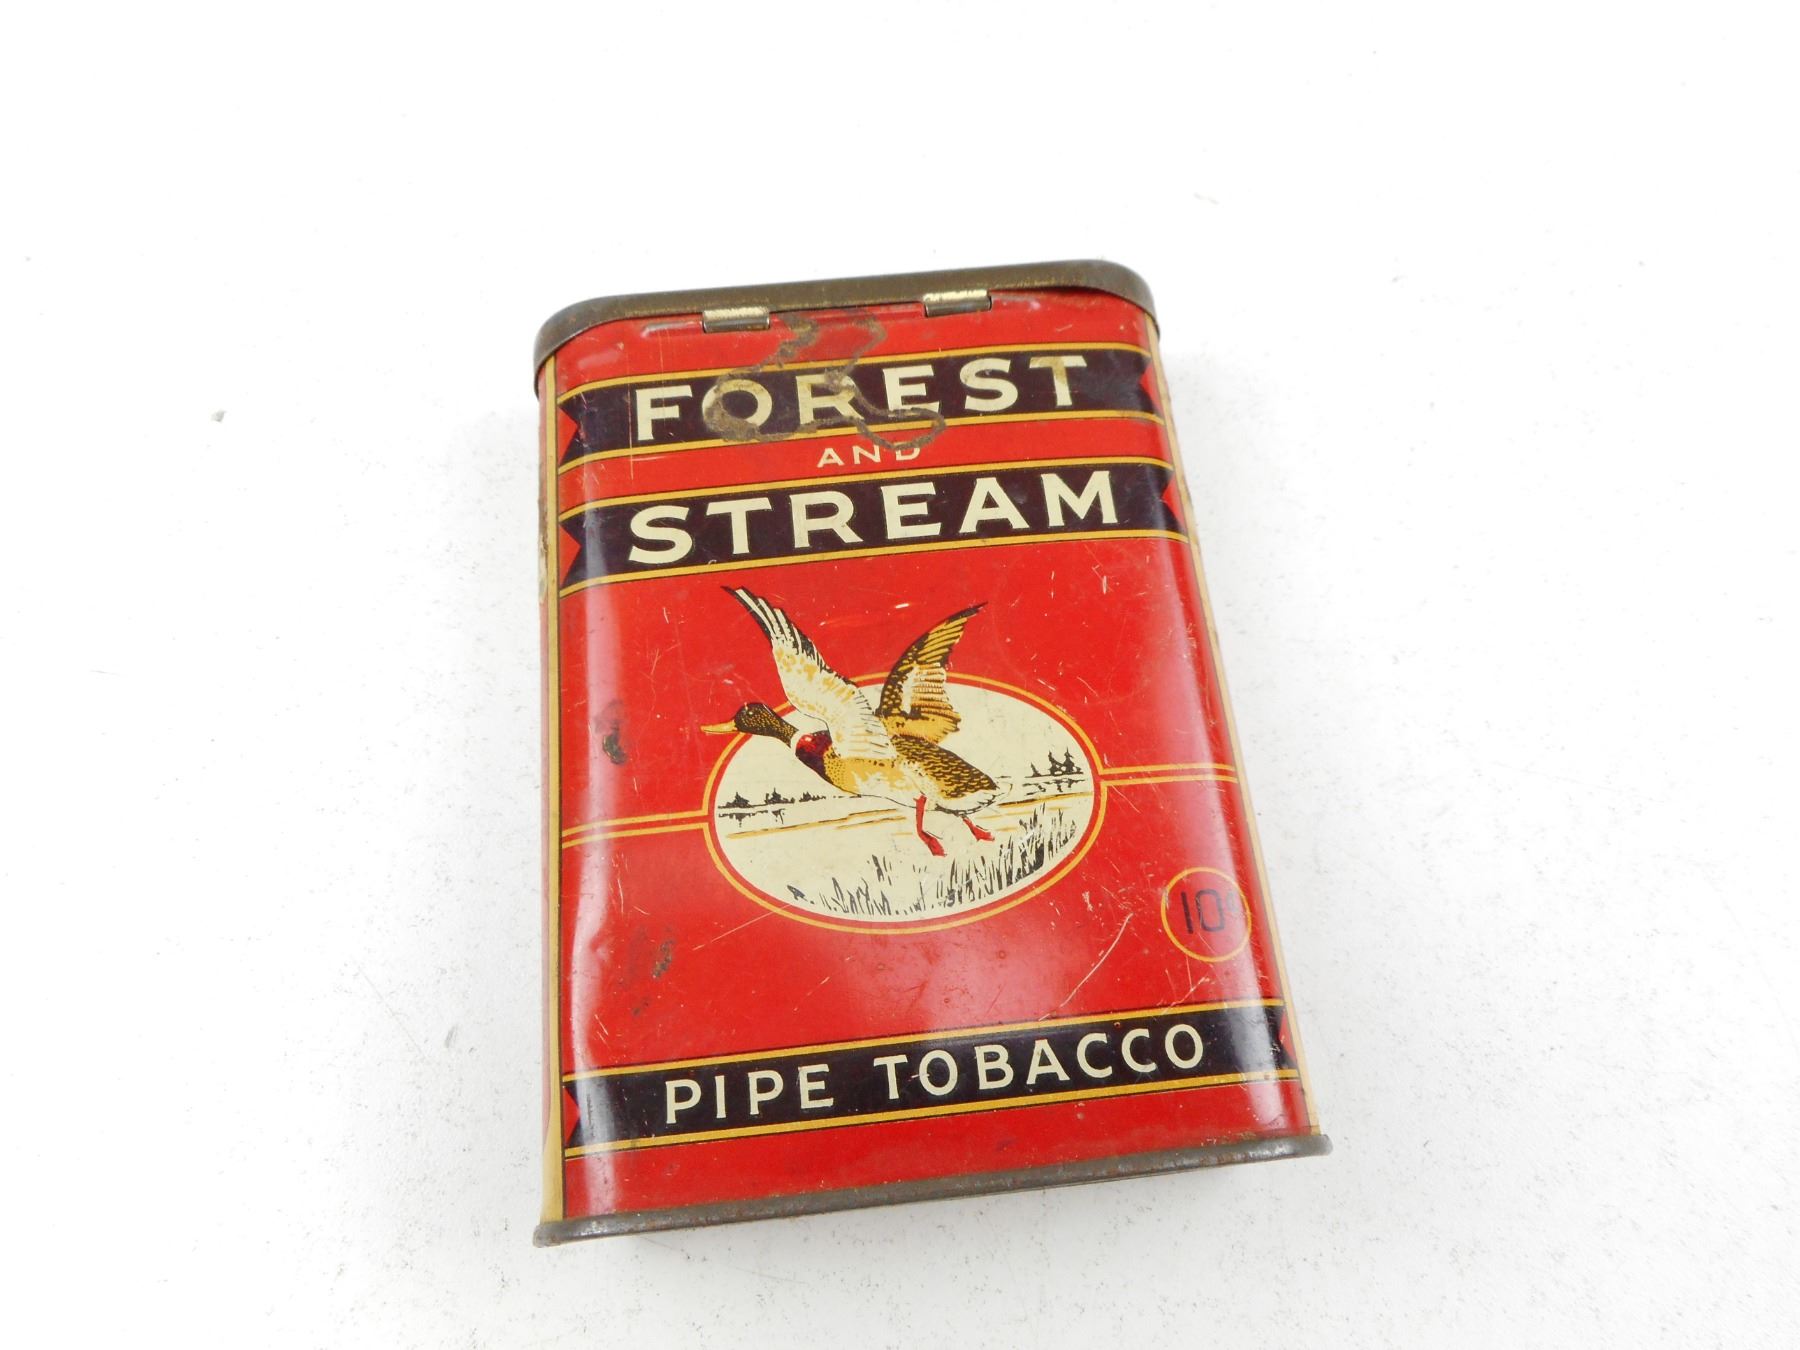 FOREST
AND
STREAM
10¢
PIPE TOBACCO